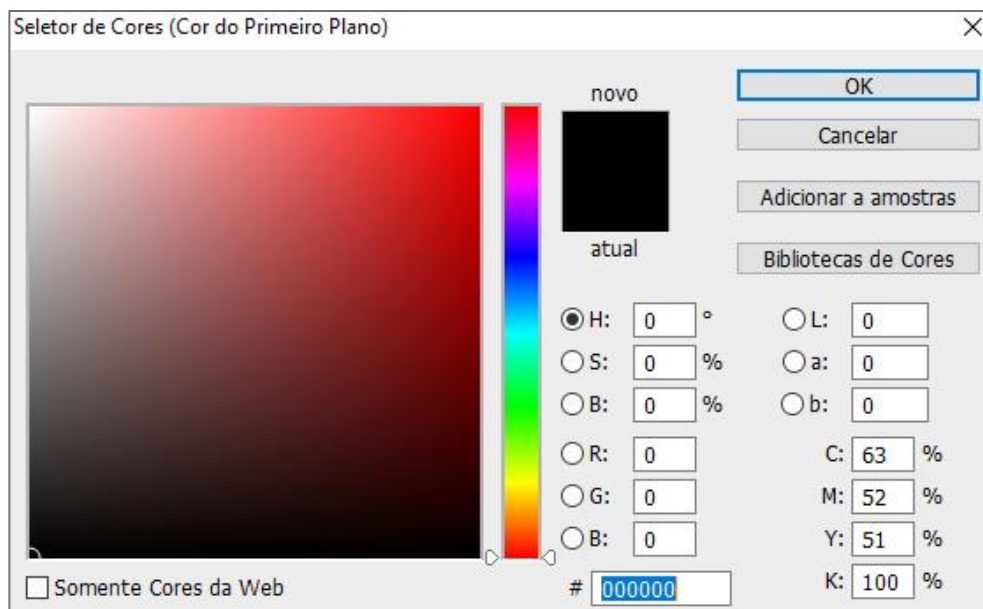 Seletor de Cores (Cor do Primeiro Plano)
novo
atual
OK
Cancelar
Adicionar a amostras
Bibliotecas de Cores
H: 0 °
S: 0 %
B: 0 %
R: 0
G: 0
B: 0
# 000000
L: 0
a: 0
b: 0
C: 63 %
M: 52 %
Y: 51 %
K: 100 %
Somente Cores da Web